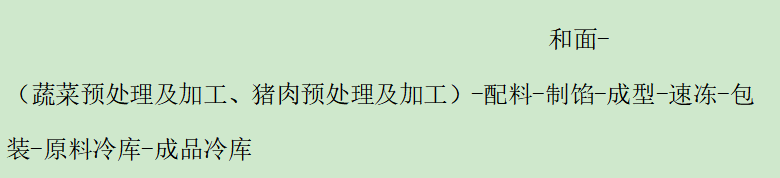 和面-
（蔬菜预处理及加工、猪肉预处理及加工）-配料-制馅-成型-速冻-包
装-原料冷库-成品冷库